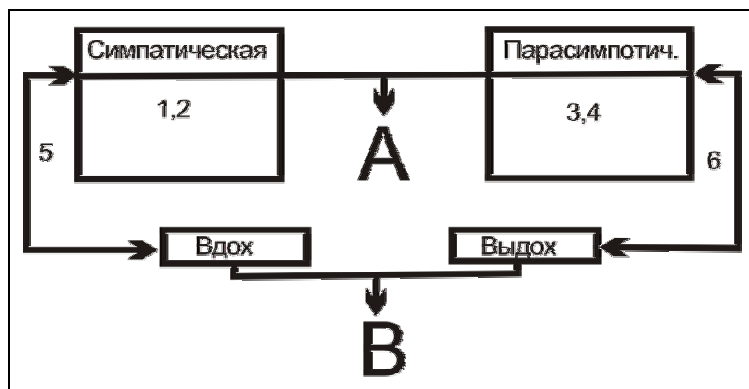 Симпатическая
Парасимпотич.
1,2
3,4
A
5
6
Вдох
Выдох
B